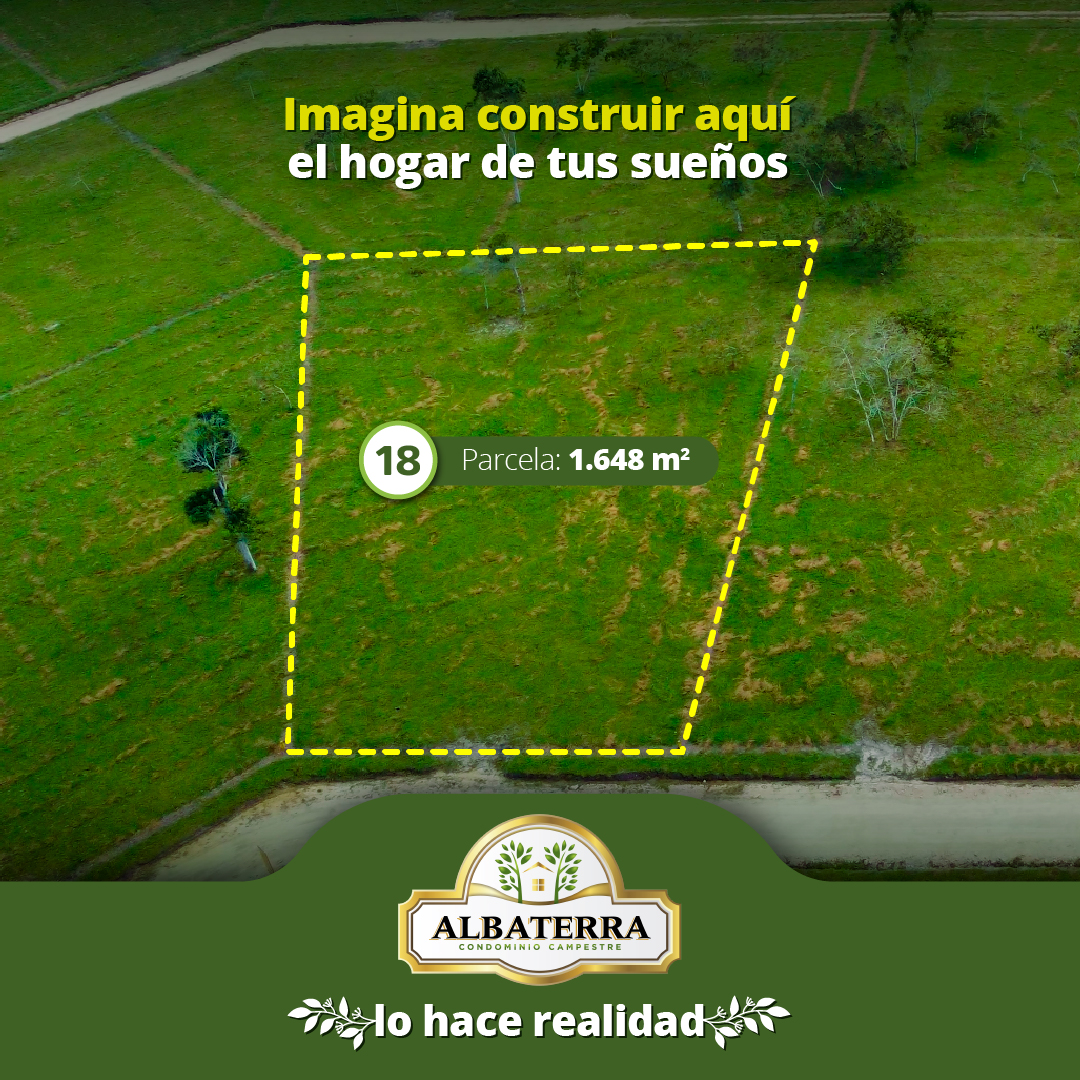 Imagina construir aquí
el hogar de tus sueños
18 Parcela: 1.648 m²
ALBATERRA
CONDOMINIO CAMPESTRE
lo hace realidad